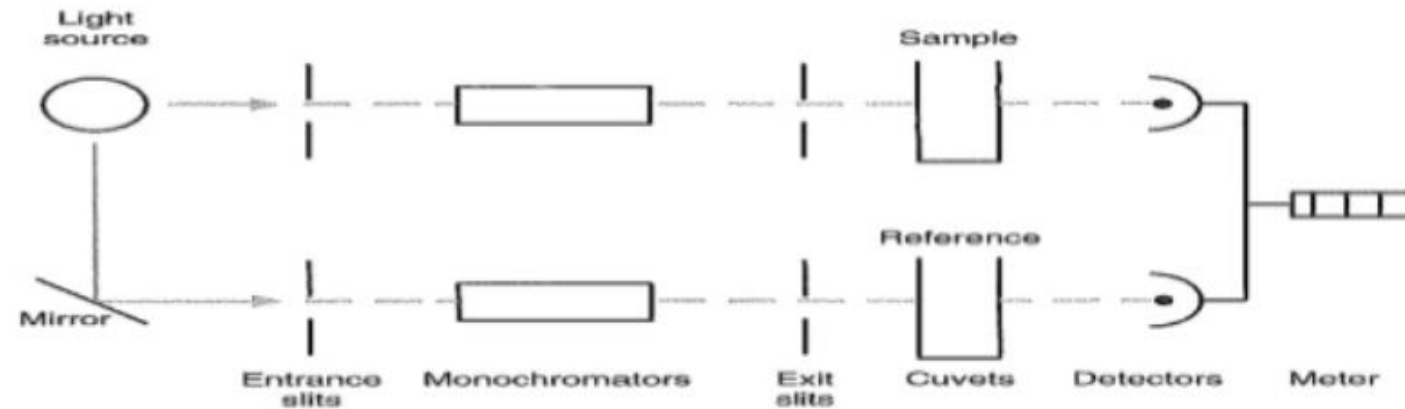 Light
source
Sample
Reference
Mirror
Entrance
slits
Monochromators
Exit
slits
Cuvets
Detectors
Meter